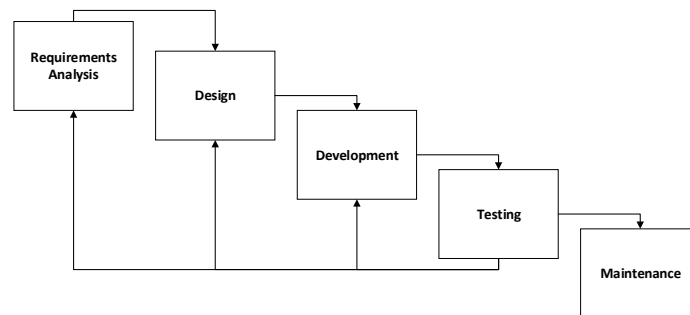 Requirements
Analysis
Design
Development
Testing
Maintenance